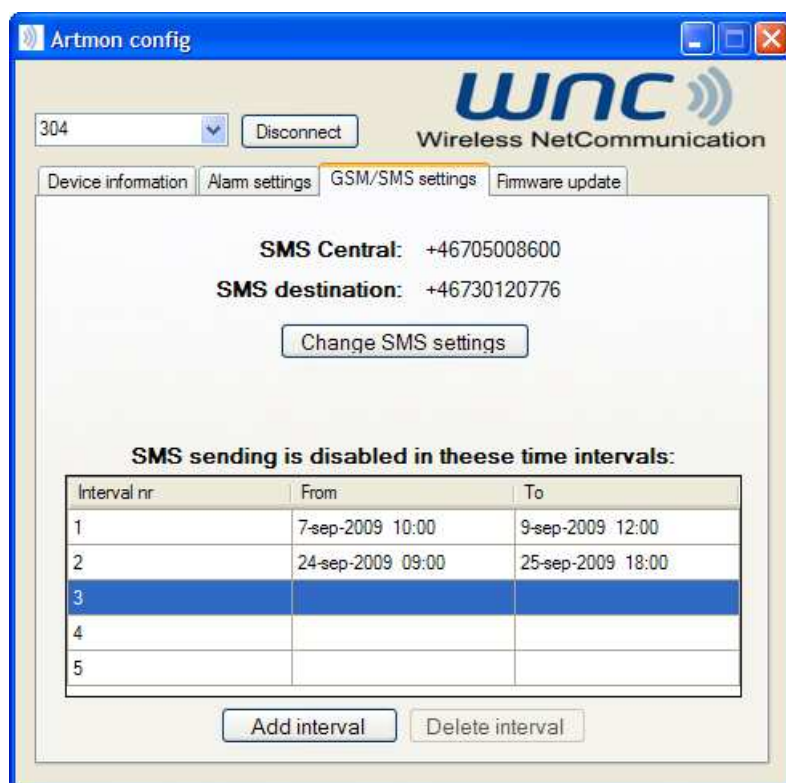 Artmon config
wnc
304
Disconnect
Wireless NetCommunication
Device information Alarm settings GSM/SMS settings Firmware update
SMS Central: +46705008600
SMS destination: +46730120776
Change SMS settings
SMS sending is disabled in theese time intervals:
Interval nr From To
1 7-sep-2009 10:00 9-sep-2009 12:00
2 24-sep-2009 09:00 25-sep-2009 18:00
3
4
5
Add interval Delete interval